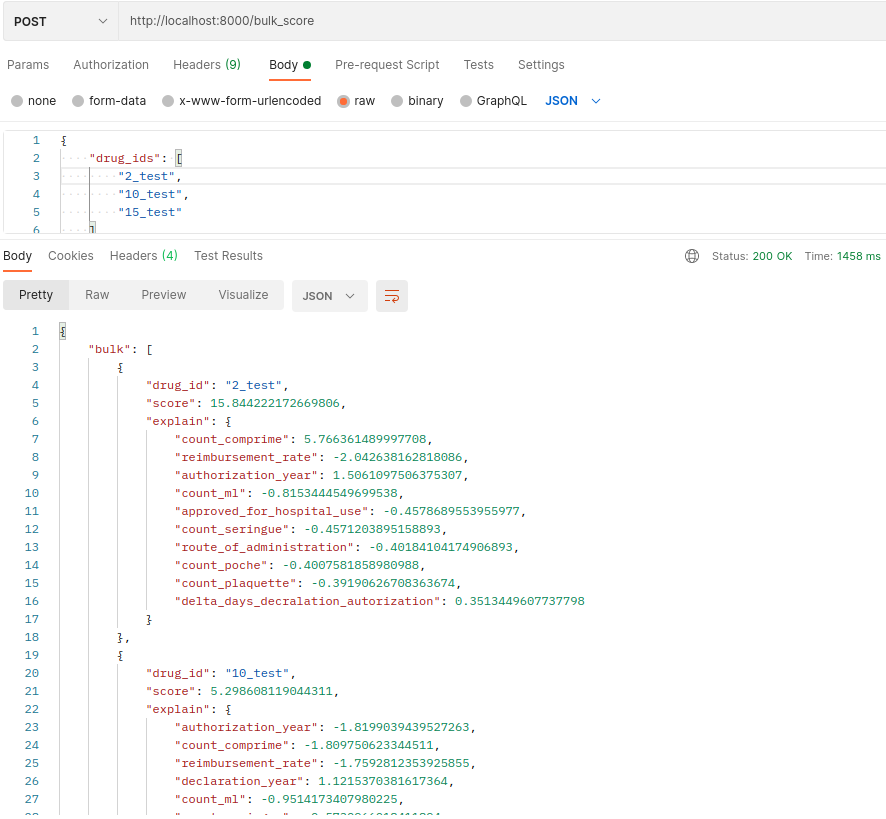 POST http://localhost:8000/bulk_score
Params Authorization Headers (9) Body Pre-request Script Tests Settings
none form-data x-www-form-urlencoded raw binary GraphQL JSON
1 {
2 "drug_ids": [
3 "2_test",
4 "10_test",
5 "15_test"
6 ]
Body Cookies Headers (4) Test Results Status: 200 OK Time: 1458 ms
Pretty Raw Preview Visualize JSON
1 {
2 "bulk": [
3 {
4 "drug_id": "2_test",
5 "score": 15.844222172669806,
6 "explain": {
7 "count_comprime": 5.766361489997708,
8 "reimbursement_rate": -2.042638162818086,
9 "authorization_year": 1.5061097506375307,
10 "count_ml": -0.8153444549699538,
11 "approved_for_hospital_use": -0.4578689553955977,
12 "count_seringue": -0.4571203895158893,
13 "route_of_administration": -0.40184104174906893,
14 "count_poche": -0.4007581858980988,
15 "count_plaquette": -0.39190626708363674,
16 "delta_days_decralation_autorization": 0.3513449607737798
17 }
18 },
19 {
20 "drug_id": "10_test",
21 "score": 5.298608119044311,
22 "explain": {
23 "authorization_year": -1.8199039439527263,
24 "count_comprime": -1.809750623344511,
25 "reimbursement_rate": -1.7592812353925855,
26 "declaration_year": 1.1215370381617364,
27 "count_ml": -0.9514173407980225,